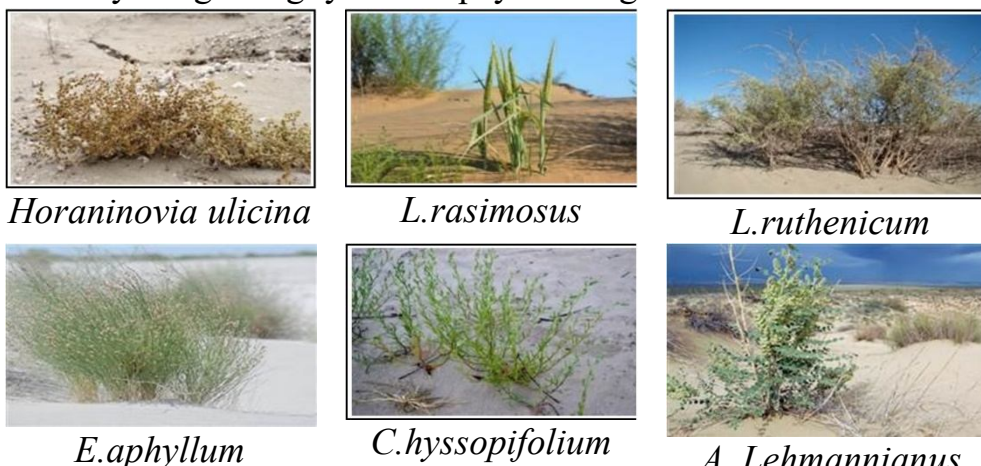 Horaninovia ulicina
L.rasimosus
L.ruthenicum
E.aphyllum
C.hyssopifolium
A. Lehmannianus